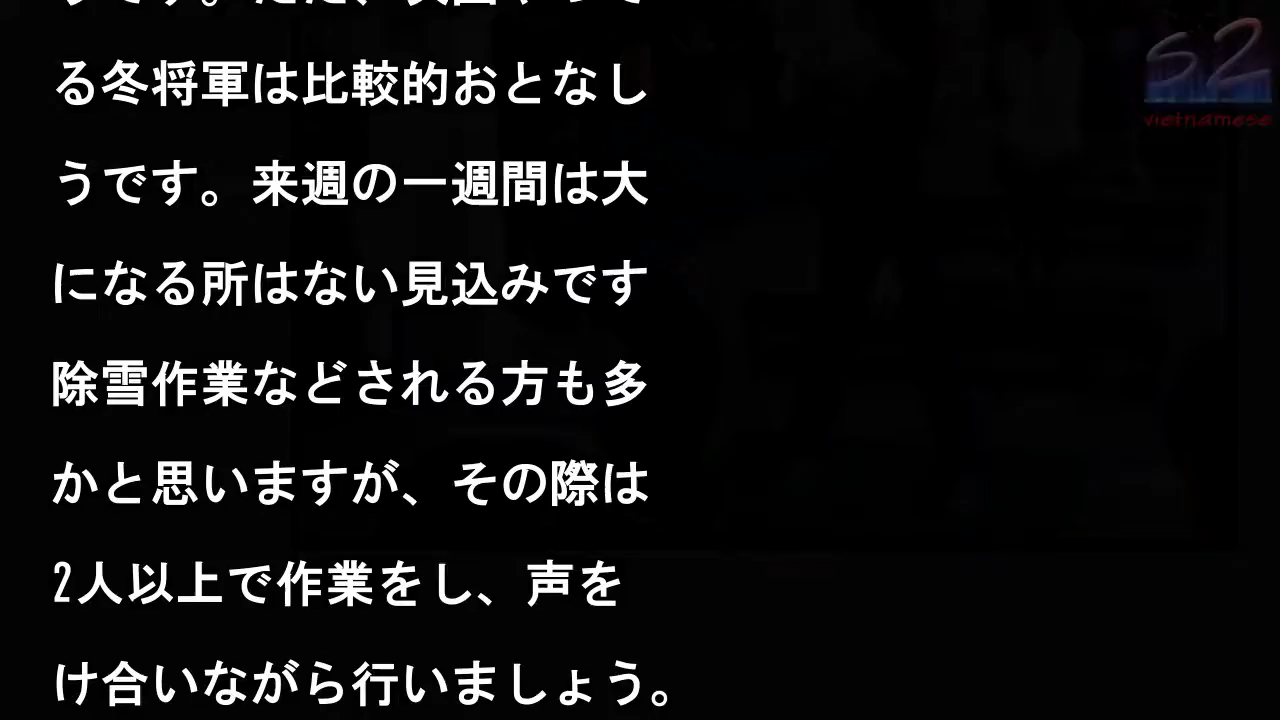 る冬将軍は比較的おとなし
うです。来週の一週間は大
になる所はない見込みです
除雪作業などされる方も多
かと思いますが、その際は
2人以上で作業をし、声を
け合いながら行いましょう。
S2
vietnamese